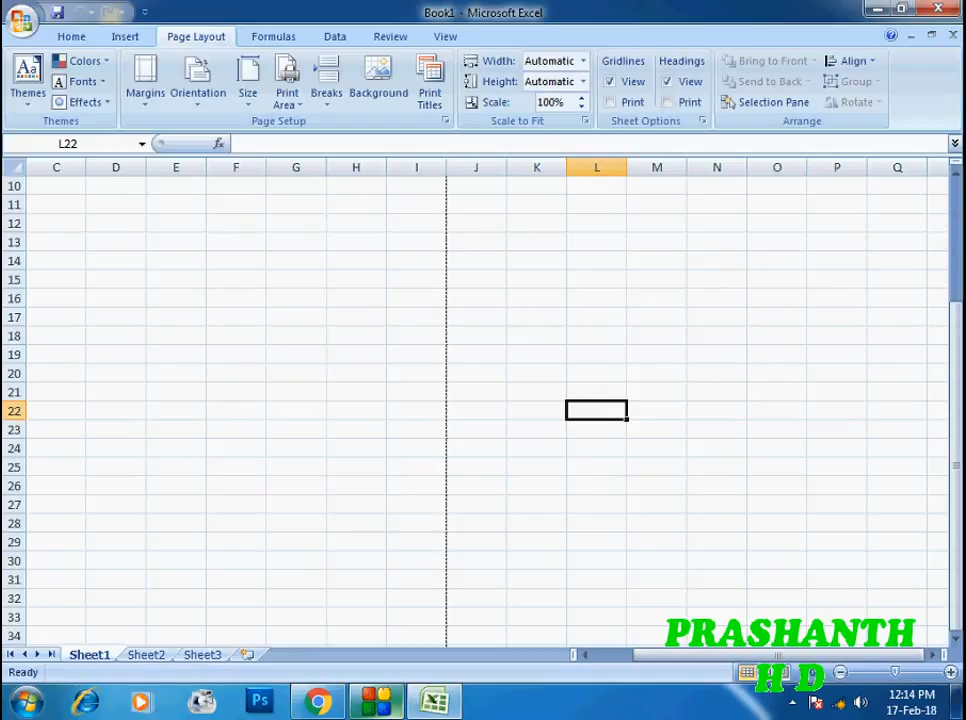 Book1 - Microsoft Excel
Home Insert Page Layout Formulas Data Review View
Themes
Colors
Fonts
Effects
Themes
Margins Orientation Size Print Area Breaks Background Print Titles
Page Setup
Width: Automatic
Height: Automatic
Scale: 100%
Scale to Fit
Gridlines Headings
View View
Print Print
Sheet Options
Bring to Front Align
Send to Back Group
Selection Pane Rotate
Arrange
L22 fx
C D E F G H I J K L M N O P Q
10
11
12
13
14
15
16
17
18
19
20
21
22
23
24
25
26
27
28
29
30
31
32
33
34
PRASHANTH
H D
Sheet1 Sheet2 Sheet3
Ready
Ps
12:14 PM
17-Feb-18